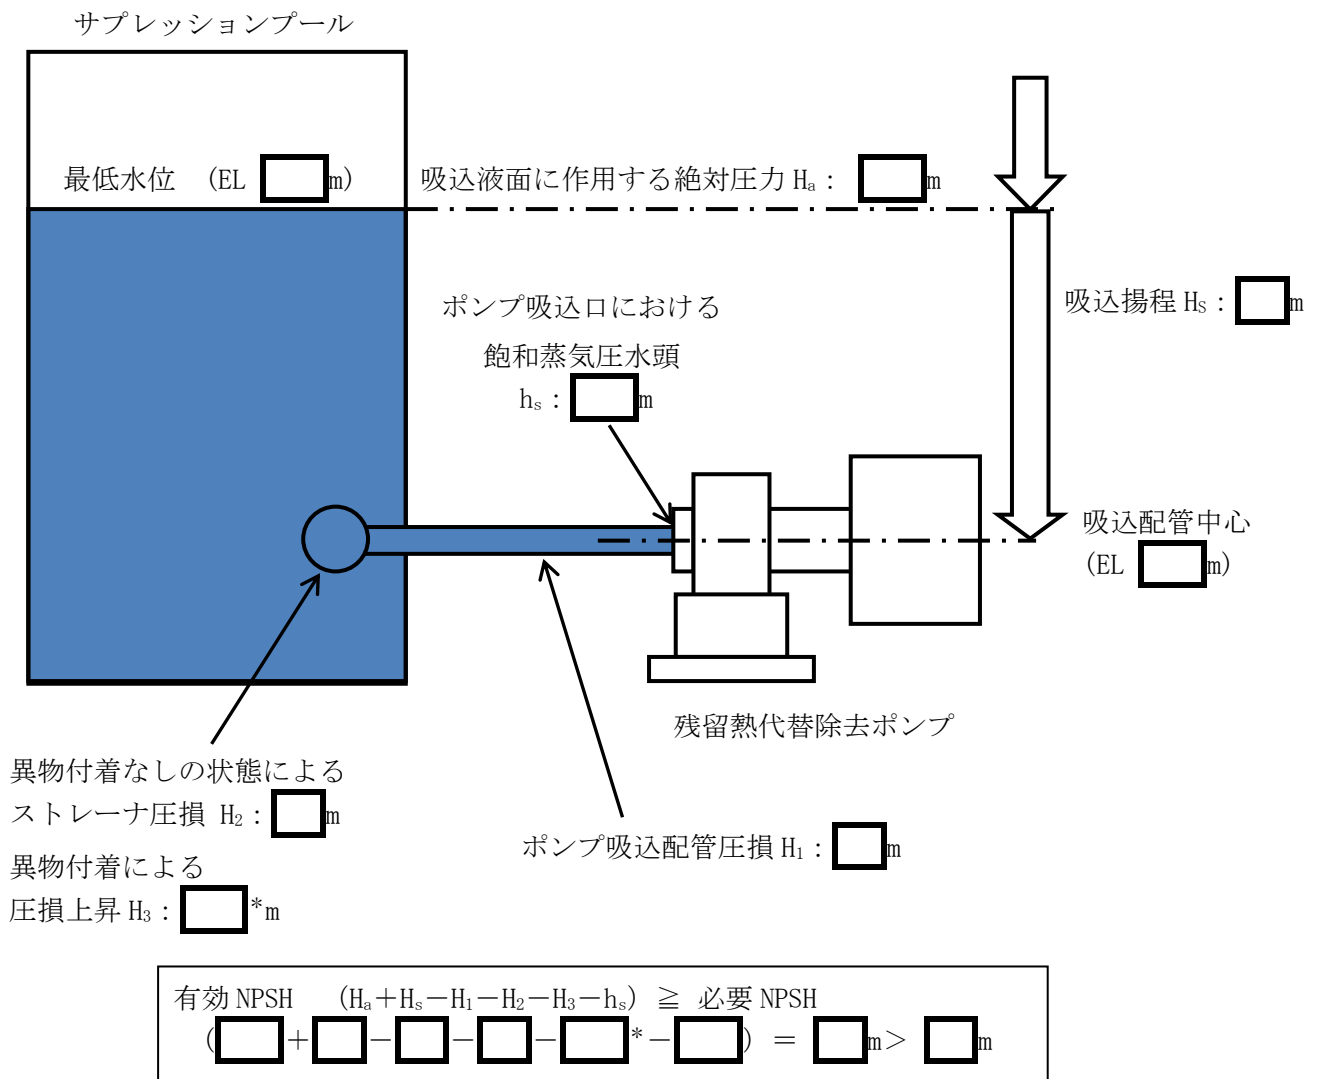 サプレッションプール
最低水位 (EL m)
吸込液面に作用する絶対圧力 Ha： m
吸込揚程 HS： m
ポンプ吸込口における
飽和蒸気圧水頭
hs： m
吸込配管中心
(EL m)
残留熱代替除去ポンプ
異物付着なしの状態による
ストレーナ圧損 H2： m
ポンプ吸込配管圧損 H1： m
異物付着による
圧損上昇 H3： *m
有効 NPSH (Ha＋Hs－H1－H2－H3－hs) ≧ 必要 NPSH
( ＋ － － － *－ ) ＝ m＞ m